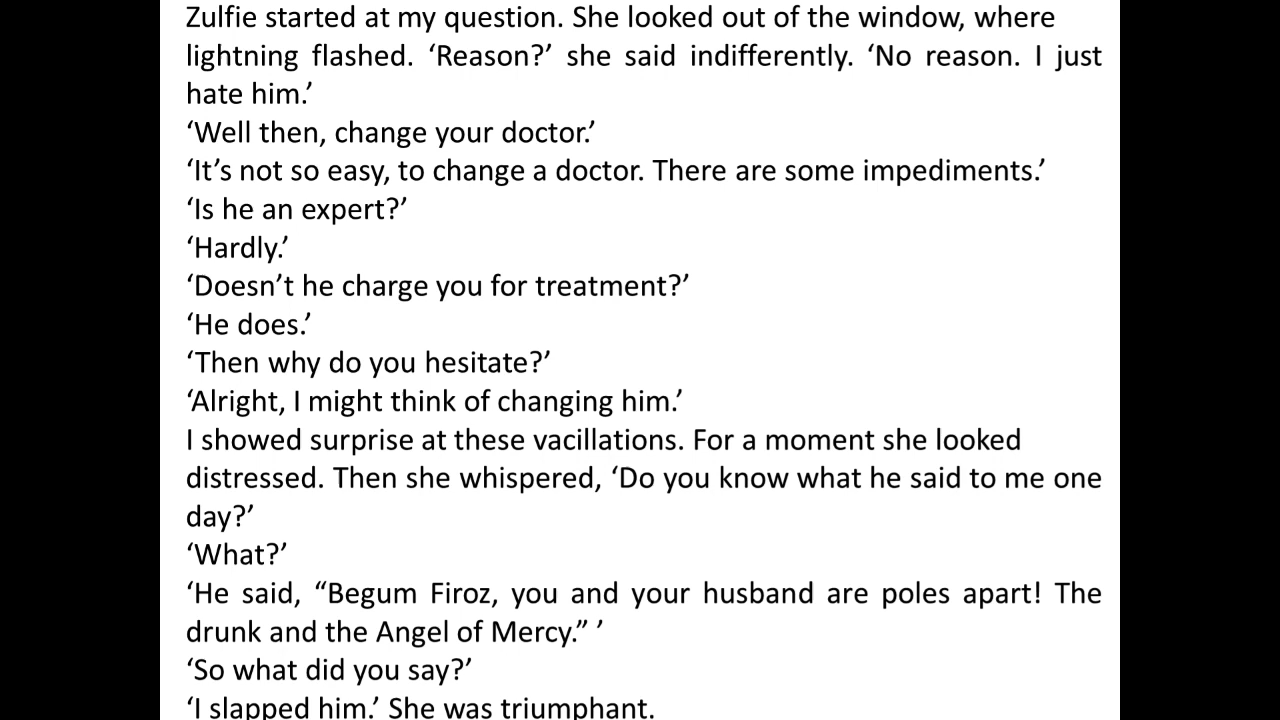 Zulfie started at my question. She looked out of the window, where
lightning flashed. ‘Reason?’ she said indifferently. ‘No reason. I just
hate him.’
‘Well then, change your doctor.’
‘It’s not so easy, to change a doctor. There are some impediments.’
‘Is he an expert?’
‘Hardly.’
‘Doesn’t he charge you for treatment?’
‘He does.’
‘Then why do you hesitate?’
‘Alright, I might think of changing him.’
I showed surprise at these vacillations. For a moment she looked
distressed. Then she whispered, ‘Do you know what he said to me one
day?’
‘What?’
‘He said, “Begum Firoz, you and your husband are poles apart! The
drunk and the Angel of Mercy.” ’
‘So what did you say?’
‘I slapped him.’ She was triumphant.